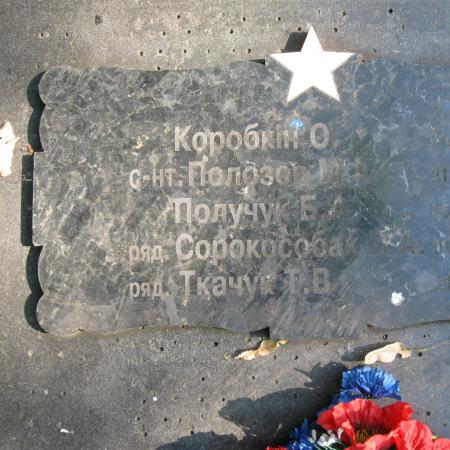 Коробкін О.
с-нт. Полозов М.І.
Получук Б.А.
ряд. Сорокособак
ряд. Ткачук Т.В.